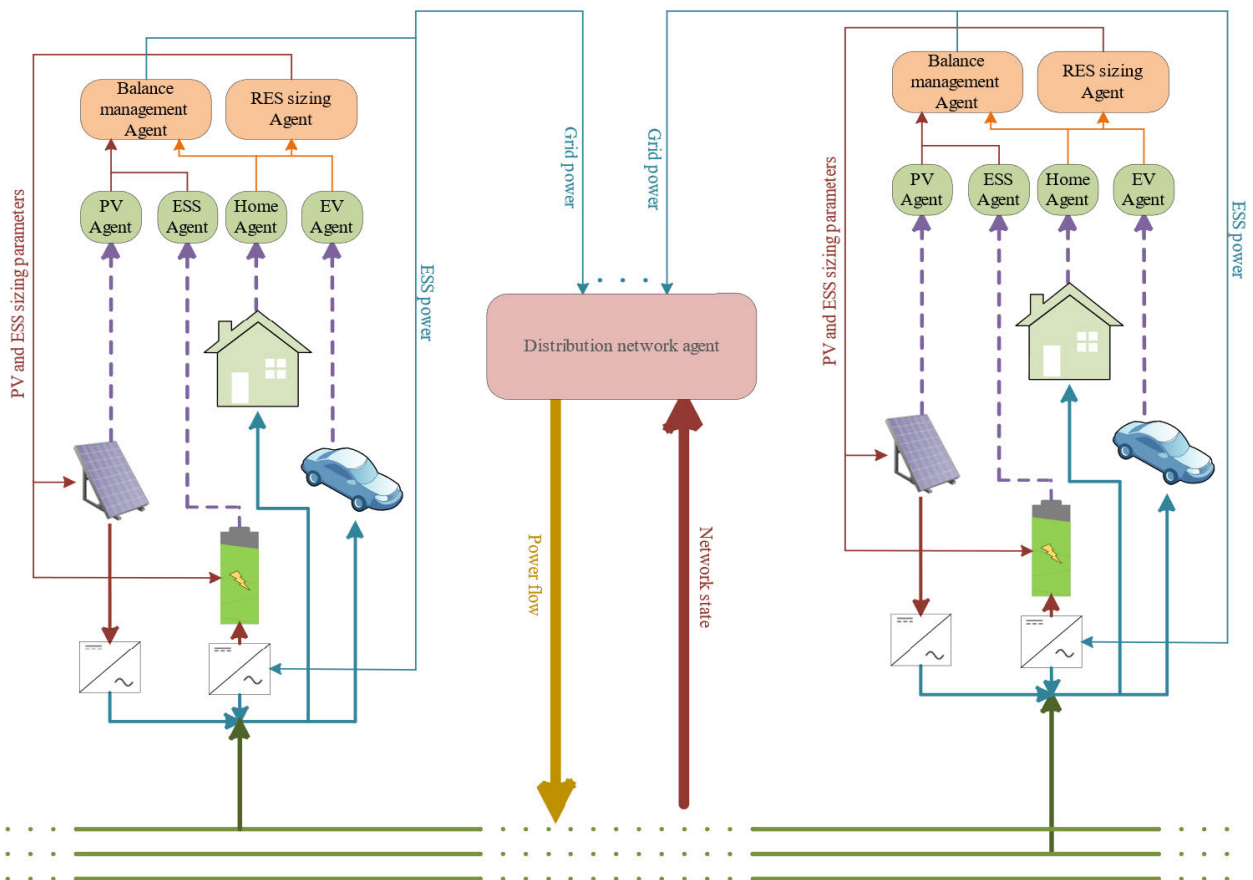 Balance
management
Agent
RES sizing
Agent
PV
Agent
ESS
Agent
Home
Agent
EV
Agent
PV and ESS sizing parameters
ESS power
Grid power
Grid power
Distribution network agent
Power flow
Network state
Balance
management
Agent
RES sizing
Agent
PV
Agent
ESS
Agent
Home
Agent
EV
Agent
PV and ESS sizing parameters
ESS power